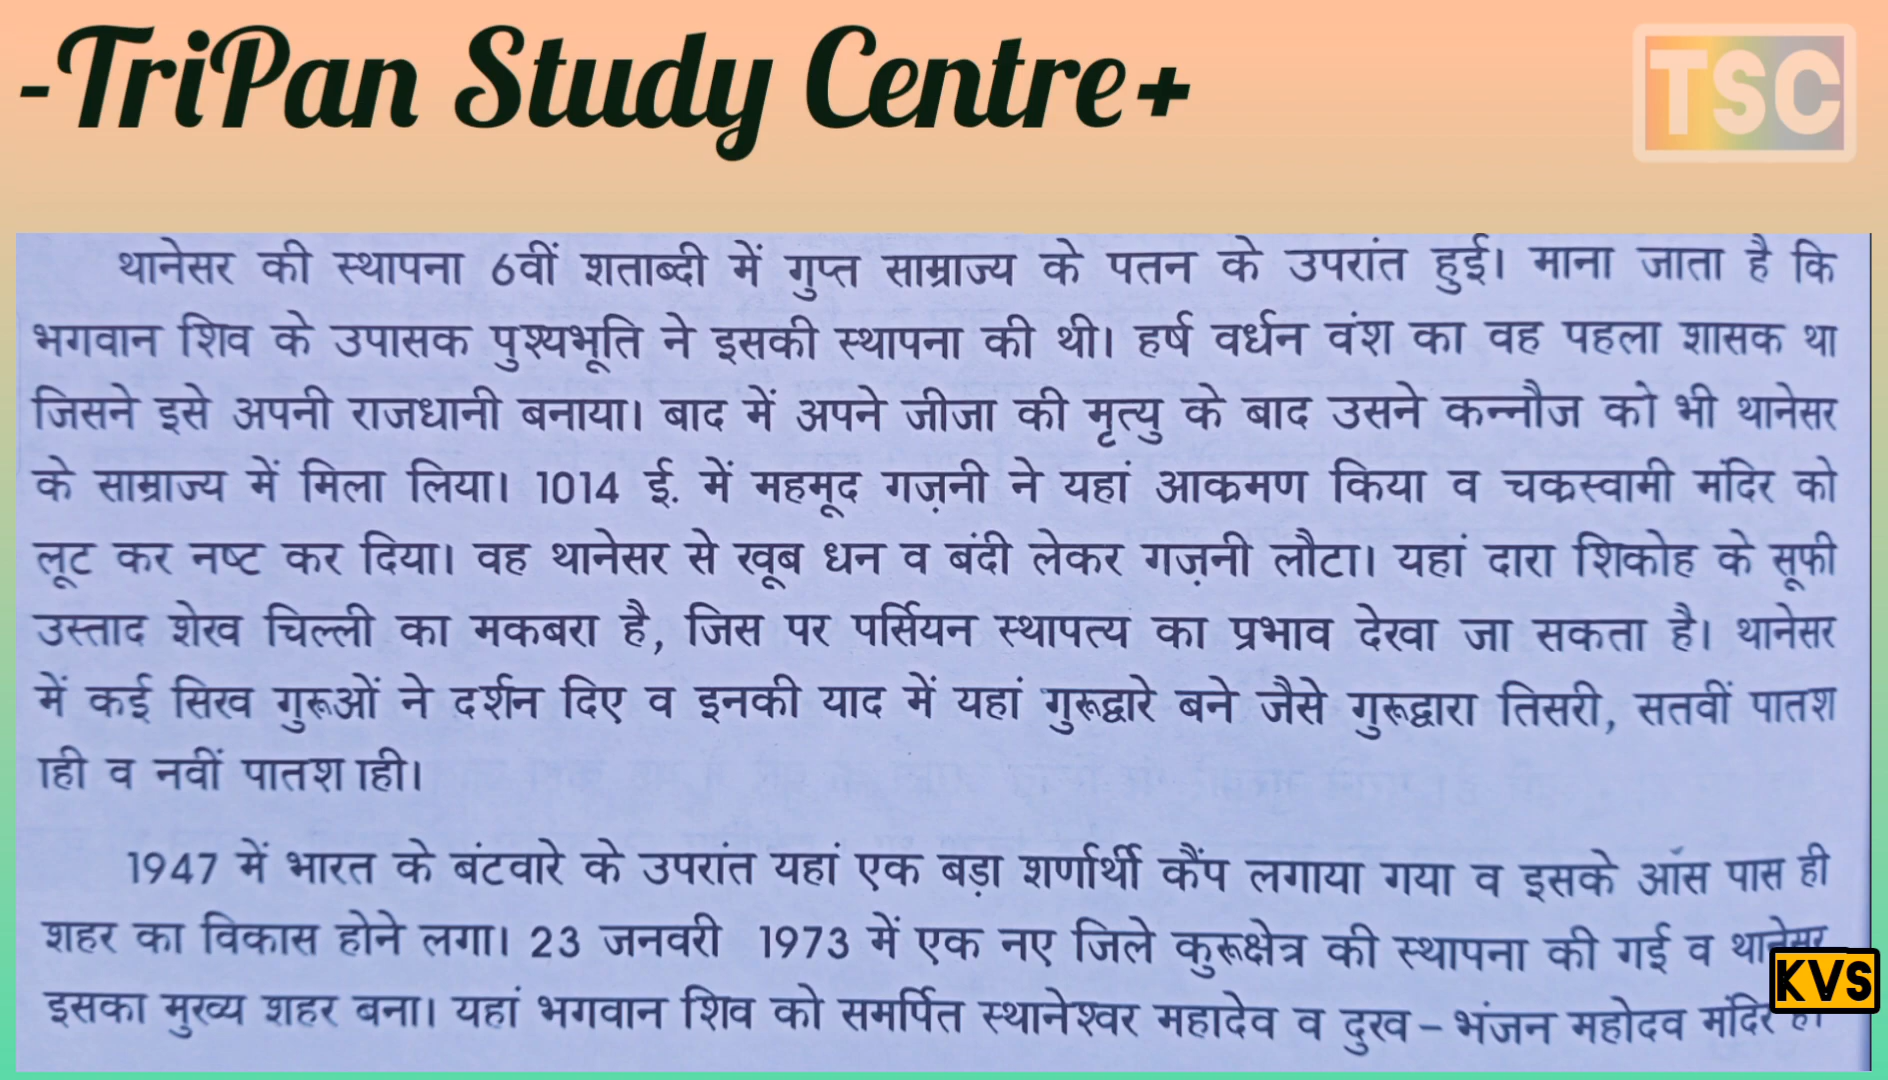 -TriPan Study Centre+
TSC
थानेसर की स्थापना 6वीं शताब्दी में गुप्त साम्राज्य के पतन के उपरांत हुई। माना जाता है कि
भगवान शिव के उपासक पुश्यभूति ने इसकी स्थापना की थी। हर्ष वर्धन वंश का वह पहला शासक था
जिसने इसे अपनी राजधानी बनाया। बाद में अपने जीजा की मृत्यु के बाद उसने कन्नौज को भी थानेसर
के साम्राज्य में मिला लिया। 1014 ई. में महमूद गज़नी ने यहां आक्रमण किया व चक्रस्वामी मंदिर को
लूट कर नष्ट कर दिया। वह थानेसर से खूब धन व बंदी लेकर गज़नी लौटा। यहां दारा शिकोह के सूफी
उस्ताद शेख चिल्ली का मकबरा है, जिस पर पर्सियन स्थापत्य का प्रभाव देखा जा सकता है। थानेसर
में कई सिख गुरूओं ने दर्शन दिए व इनकी याद में यहां गुरूद्वारे बने जैसे गुरूद्वारा तिसरी, सतवीं पातश
ाही व नवीं पातशाही।
1947 में भारत के बंटवारे के उपरांत यहां एक बड़ा शर्णार्थी कैंप लगाया गया व इसके ऑस पास ही
शहर का विकास होने लगा। 23 जनवरी 1973 में एक नए जिले कुरूक्षेत्र की स्थापना की गई व थानेसर
इसका मुख्य शहर बना। यहां भगवान शिव को समर्पित स्थानेश्वर महादेव व दुख-भंजन महोदव मंदिर
KVS